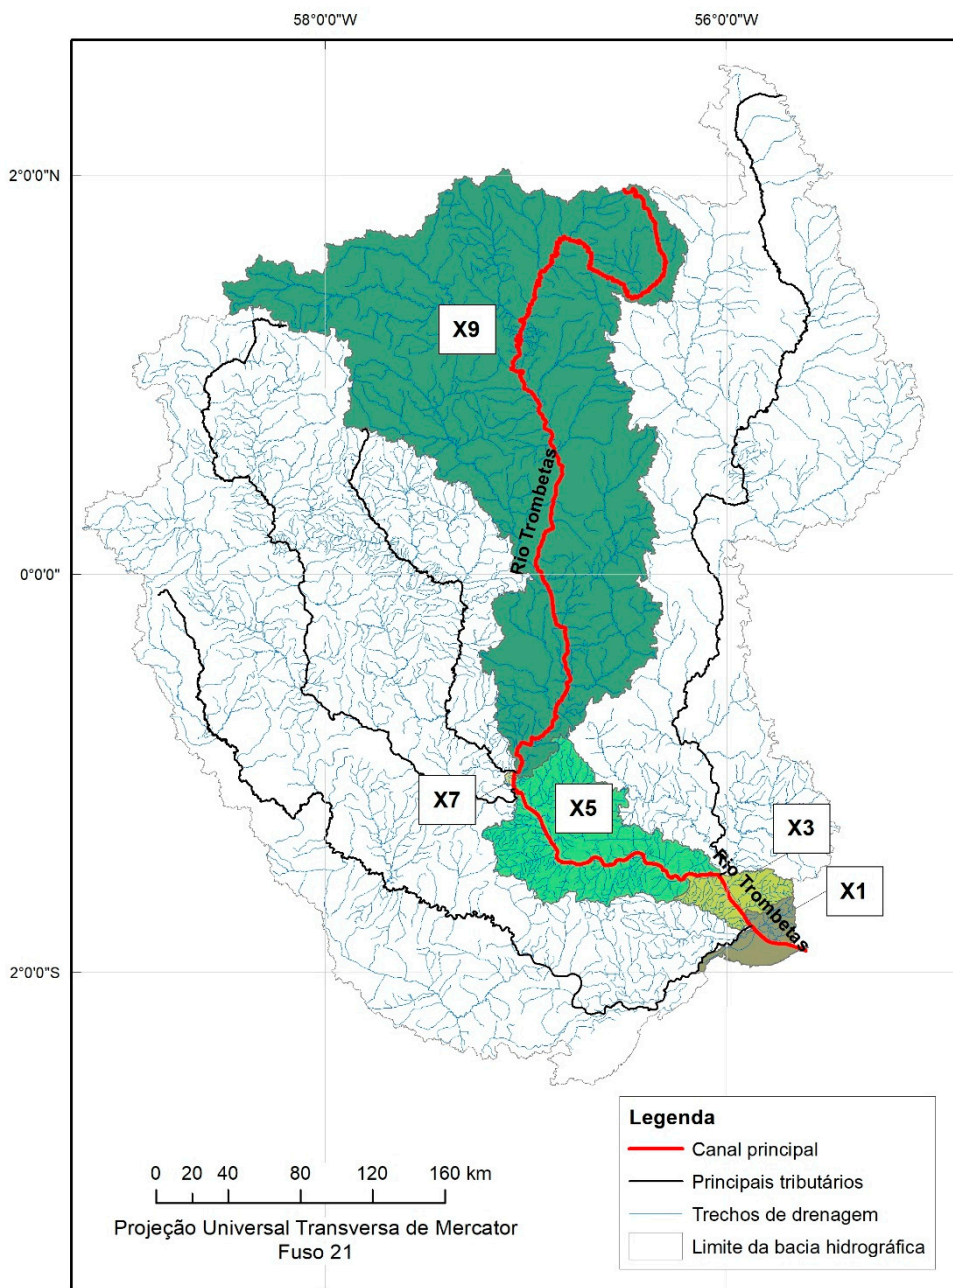 58°0'0"W
56°0'0"W
2°0'0"N
X9
Rio Trombetas
0°0'0"
X7
X5
X3
Rio Trombetas
X1
2°0'0"S
Legenda
Canal principal
Principais tributários
Trechos de drenagem
Limite da bacia hidrográfica
0 20 40 80 120 160 km
Projeção Universal Transversa de Mercator
Fuso 21